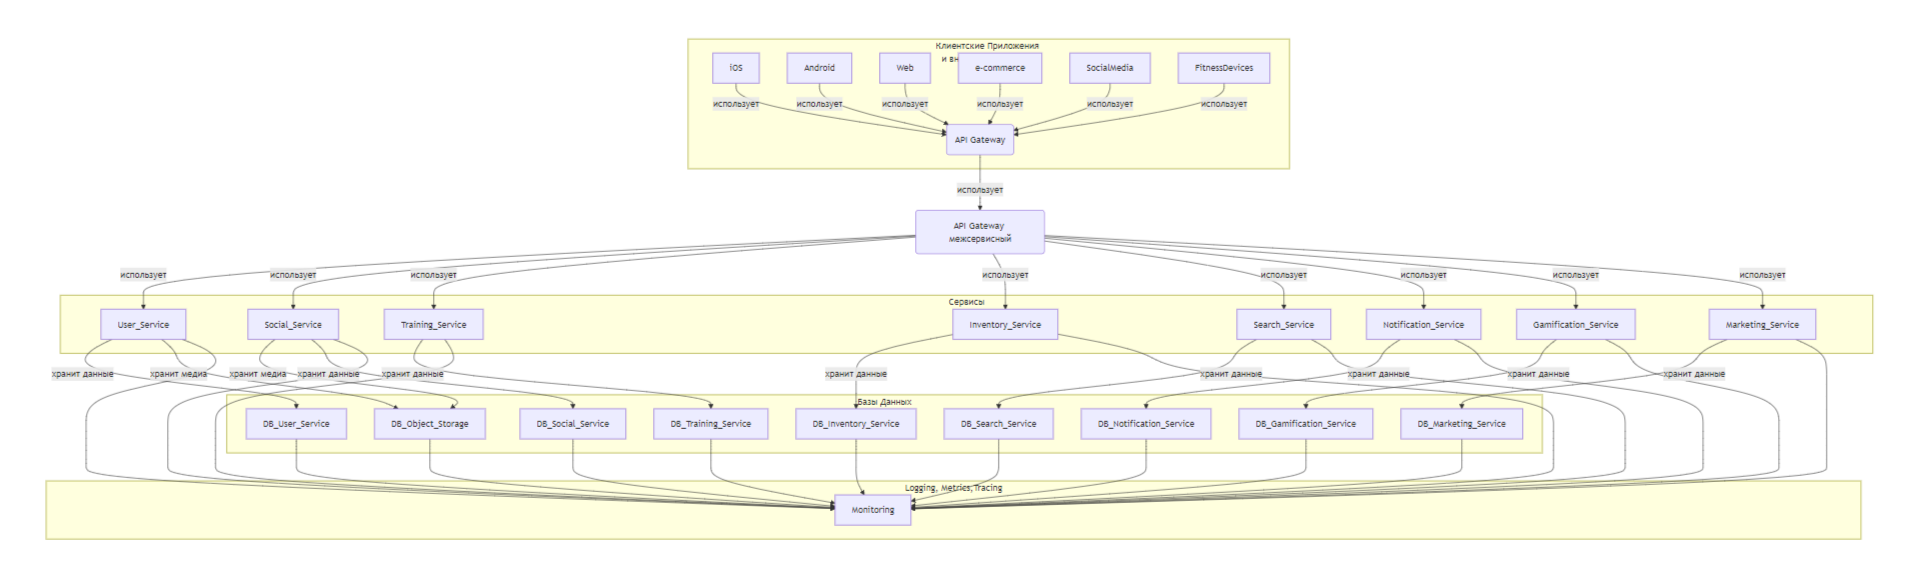 Клиентские Приложения
и вн
iOS
Android
Web
e-commerce
SocialMedia
FitnessDevices
использует
использует
использует
использует
использует
использует
API Gateway
использует
API Gateway
межсервисный
использует
использует
использует
использует
использует
использует
использует
использует
Сервисы
User_Service
Social_Service
Training_Service
Inventory_Service
Search_Service
Notification_Service
Gamification_Service
Marketing_Service
хранит данные
хранит медиа
хранит медиа
хранит данные
хранит данные
хранит данные
хранит данные
хранит данные
хранит данные
хранит данные
Базы Данных
DB_User_Service
DB_Object_Storage
DB_Social_Service
DB_Training_Service
DB_Inventory_Service
DB_Search_Service
DB_Notification_Service
DB_Gamification_Service
DB_Marketing_Service
Logging, Metrics,Tracing
Monitoring